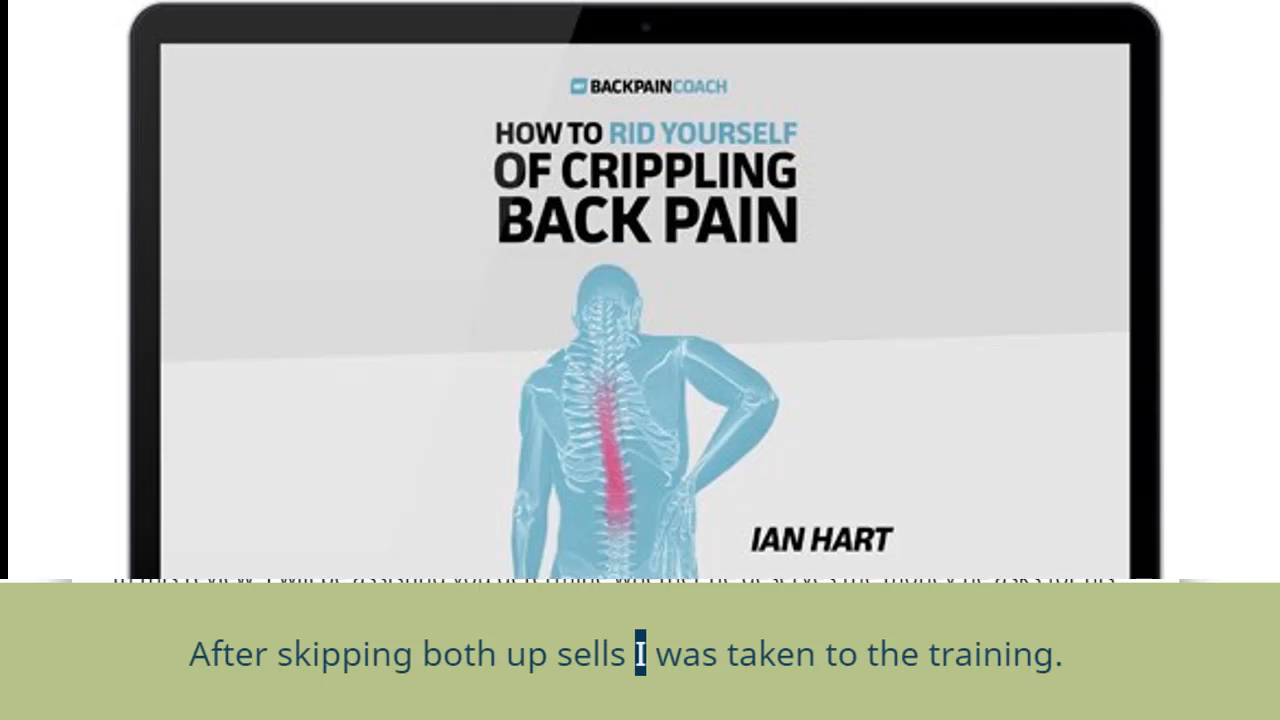 BACKPAINCOACH
HOW TO RID YOURSELF
OF CRIPPLING
BACK PAIN
IAN HART
After skipping both up sells I was taken to the training.